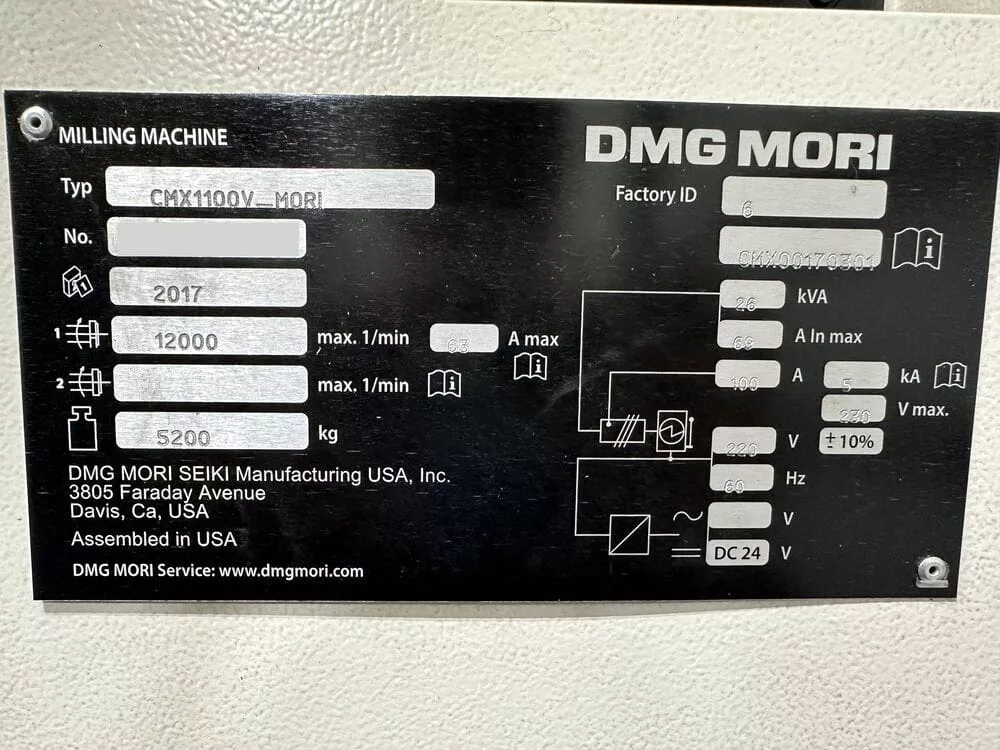 MILLING MACHINE
DMG MORI
Typ CMX1100V_MORI
Factory ID 6
No.
CMX00170301
2017
26 kVA
1 12000 max. 1/min 63 A max
69 A In max
2 max. 1/min
100 A 5 kA
230 V max.
5200 kg
220 V ±10%
60 Hz
V
DC 24 V
DMG MORI SEIKI Manufacturing USA, Inc.
3805 Faraday Avenue
Davis, Ca, USA
Assembled in USA
DMG MORI Service: www.dmgmori.com